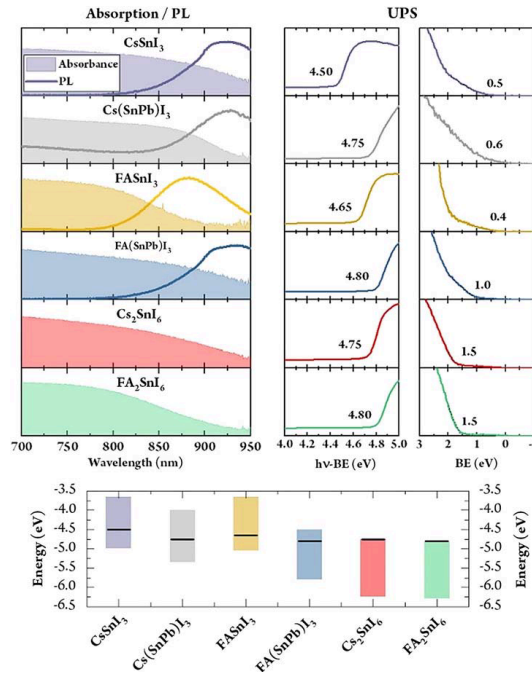 Absorption / PL
UPS
CsSnI3
Absorbance
PL
4.50
0.5
Cs(SnPb)I3
4.75
0.6
FASnI3
4.65
0.4
FA(SnPb)I3
4.80
1.0
Cs2SnI6
4.75
1.5
FA2SnI6
4.80
1.5
700 750 800 850 900 950
4.0 4.2 4.4 4.6 4.8 5.0
3 2 1 0 -1
Wavelength (nm)
hν-BE (eV)
BE (eV)
-3.5 -3.5
-4.0 -4.0
-4.5 -4.5
-5.0 -5.0
-5.5 -5.5
-6.0 -6.0
-6.5 -6.5
Energy (eV)
Energy (eV)
CsSnI3
Cs(SnPb)I3
FASnI3
FA(SnPb)I3
Cs2SnI6
FA2SnI6